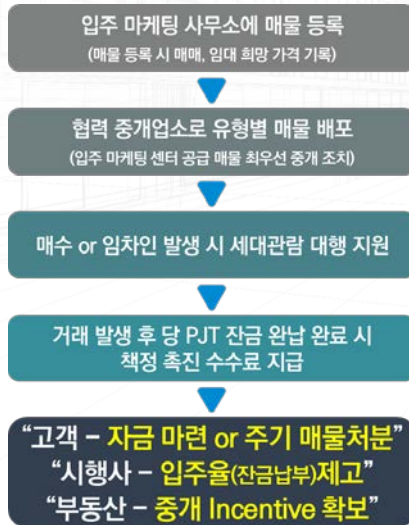 입주 마케팅 사무소에 매물 등록
(매물 등록 시 매매, 임대 희망 가격 기록)
협력 중개업소로 유형별 매물 배포
(입주 마케팅 센터 공급 매물 최우선 중개 조치)
매수 or 임차인 발생 시 세대관람 대행 지원
거래 발생 후 당 PJT 잔금 완납 완료 시
책정 촉진 수수료 지급
“고객 – 자금 마련 or 주기 매물처분”
“시행사 – 입주율(잔금납부)제고”
“부동산 – 중개 Incentive 확보”